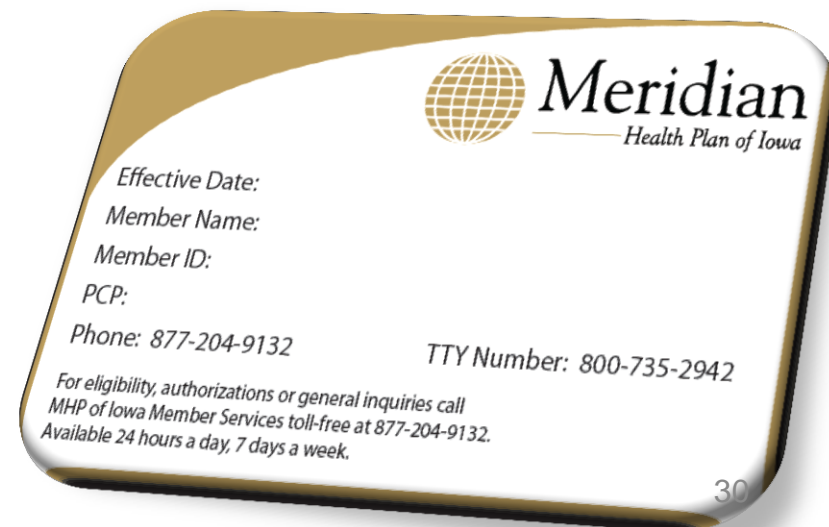 Meridian
Health Plan of Iowa
Effective Date:
Member Name:
Member ID:
PCP:
Phone: 877-204-9132
TTY Number: 800-735-2942
For eligibility, authorizations or general inquiries call
MHP of Iowa Member Services toll-free at 877-204-9132.
Available 24 hours a day, 7 days a week.
30